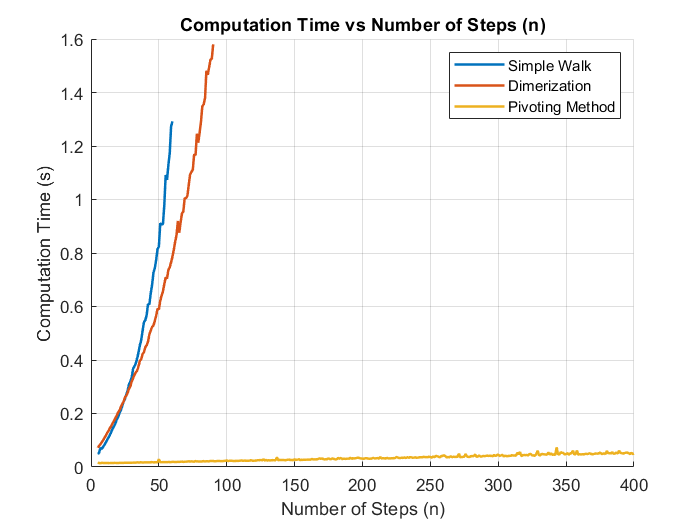 Computation Time vs Number of Steps (n)
1.6
1.4
1.2
1
0.8
0.6
0.4
0.2
0
Computation Time (s)
Simple Walk
Dimerization
Pivoting Method
0 50 100 150 200 250 300 350 400
Number of Steps (n)